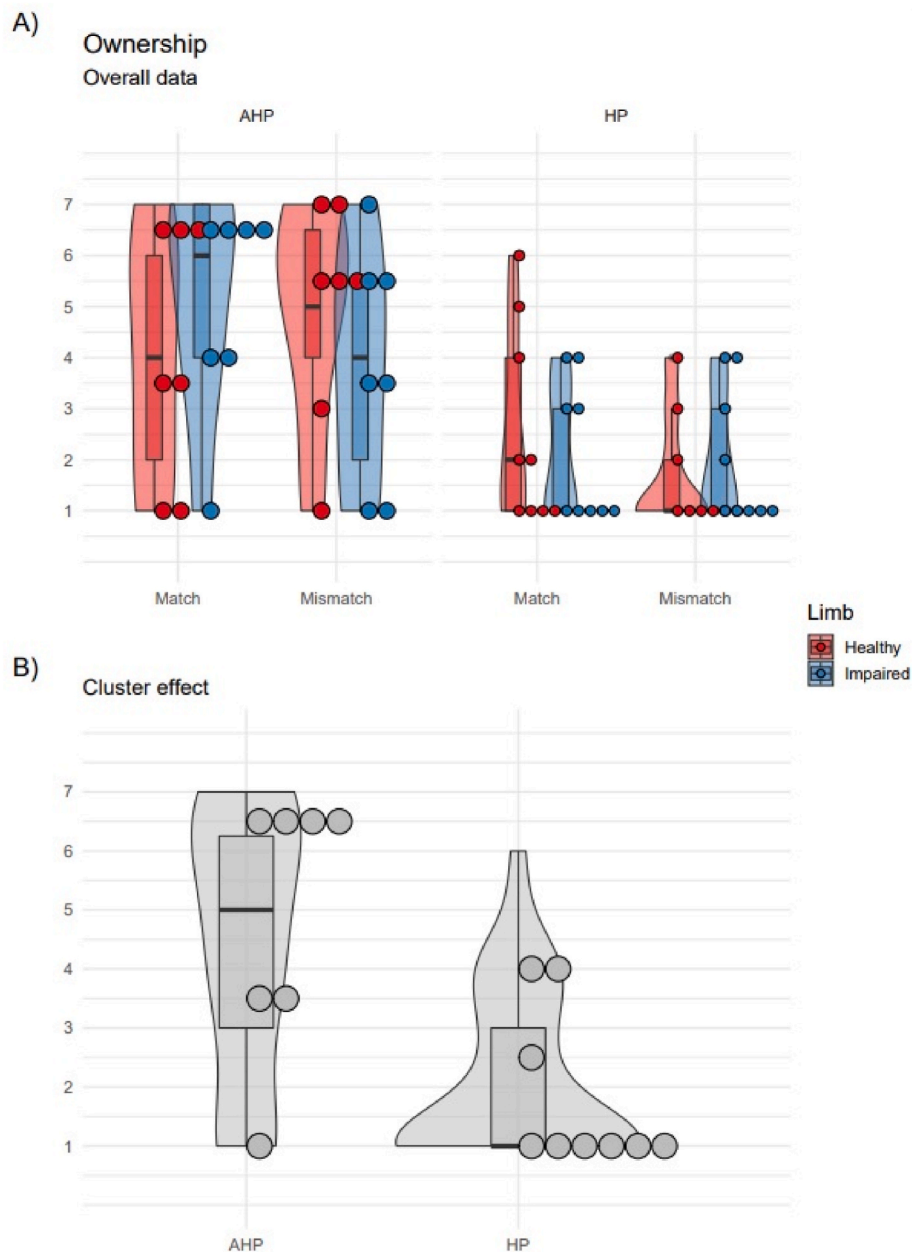 A)
Ownership
Overall data
AHP HP
7
6
5
4
3
2
1
Match Mismatch Match Mismatch
Limb
Healthy
Impaired
B)
Cluster effect
7
6
5
4
3
2
1
AHP HP